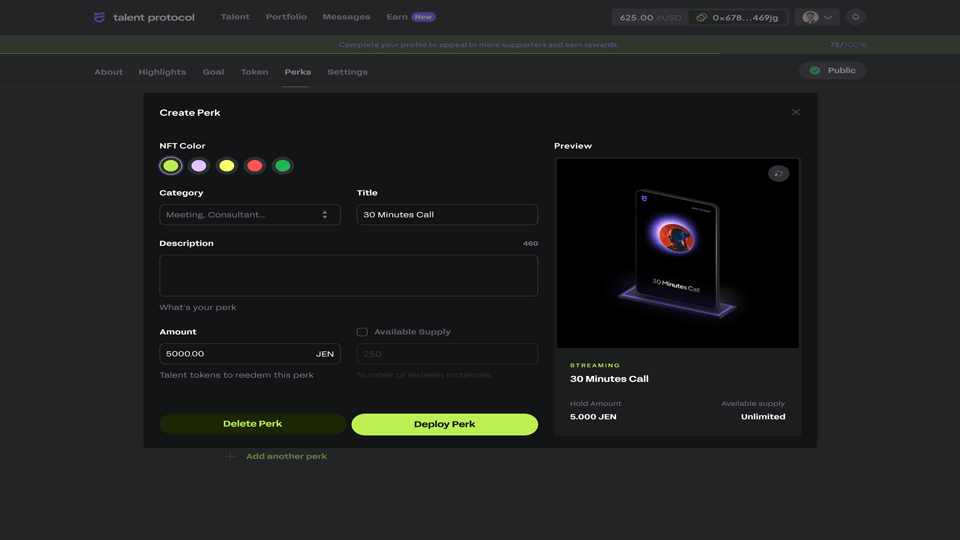 talent protocol
Talent Portfolio Messages Earn New
625.00 cUSD 0x678...469jg
Complete your profile to appeal to more supporters and earn rewards.
75/100%
About Highlights Goal Token Perks Settings
Public
Create Perk
NFT Color
Category
Meeting, Consultant...
Title
30 Minutes Call
Description
460
What's your perk
Amount
5000.00 JEN
Talent tokens to reedem this perk
Available Supply
250
Number of redeem instances
Delete Perk
Deploy Perk
Preview
30 Minutes Call
STREAMING
30 Minutes Call
Hold Amount Available supply
5.000 JEN Unlimited
Add another perk